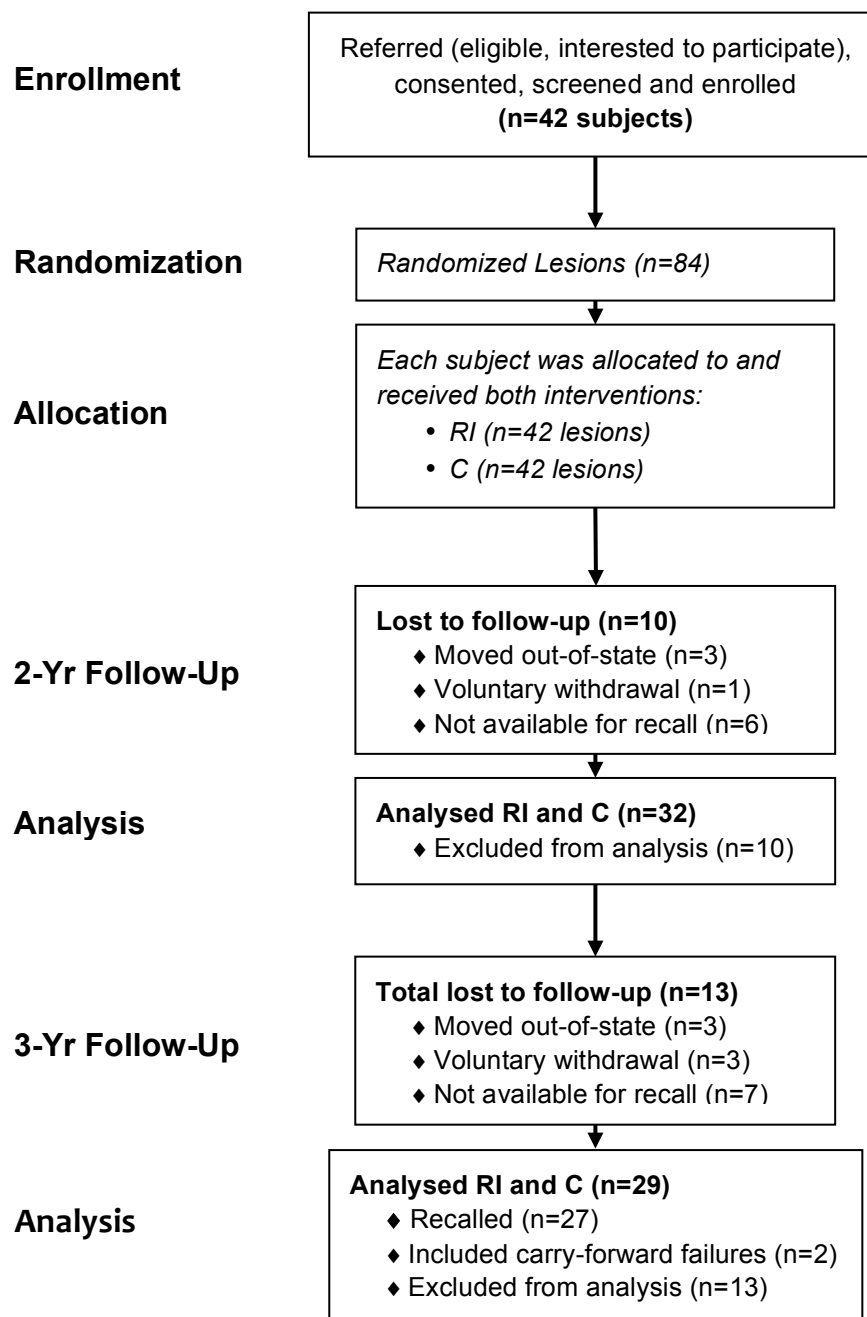 Enrollment
Referred (eligible, interested to participate),
consented, screened and enrolled
(n=42 subjects)
Randomization
Randomized Lesions (n=84)
Allocation
Each subject was allocated to and
received both interventions:
• RI (n=42 lesions)
• C (n=42 lesions)
2-Yr Follow-Up
Lost to follow-up (n=10)
♦ Moved out-of-state (n=3)
♦ Voluntary withdrawal (n=1)
♦ Not available for recall (n=6)
Analysis
Analysed RI and C (n=32)
♦ Excluded from analysis (n=10)
3-Yr Follow-Up
Total lost to follow-up (n=13)
♦ Moved out-of-state (n=3)
♦ Voluntary withdrawal (n=3)
♦ Not available for recall (n=7)
Analysis
Analysed RI and C (n=29)
♦ Recalled (n=27)
♦ Included carry-forward failures (n=2)
♦ Excluded from analysis (n=13)